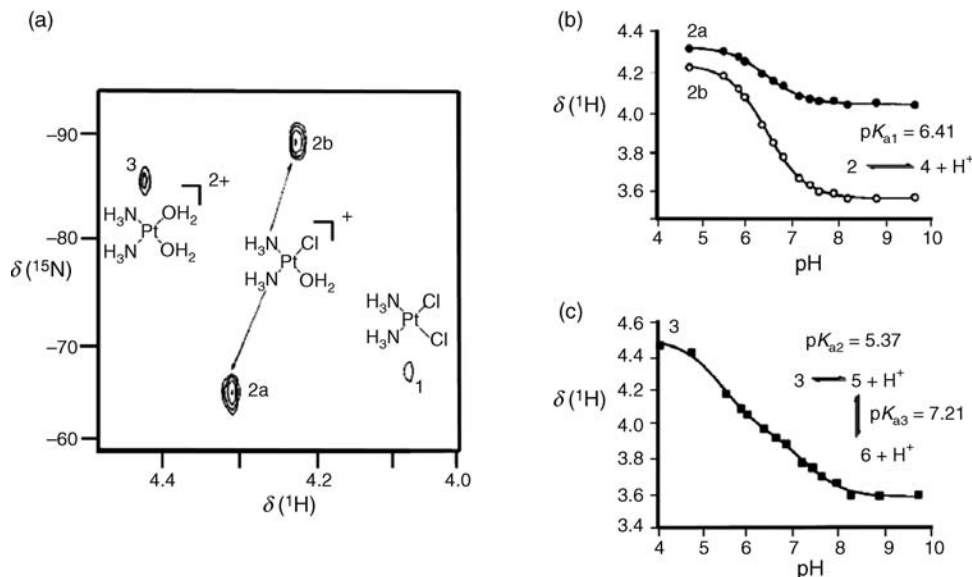 (a)
−90
−80
−70
−60
δ(¹⁵N)
4.4
4.2
4.0
δ(¹H)
3
2+
H₃N
OH₂
Pt
H₃N
OH₂
2b
+
H₃N
Cl
Pt
H₃N
OH₂
H₃N
Cl
Pt
H₃N
Cl
2a
1
(b)
4.4
4.2
4.0
3.8
3.6
δ(¹H)
2a
2b
pKa1 = 6.41
2 4 + H⁺
4 5 6 7 8 9 10
pH
(c)
4.6
4.4
4.2
4.0
3.8
3.6
3.4
δ(¹H)
3
pKa2 = 5.37
3 5 + H⁺
pKa3 = 7.21
6 + H⁺
4 5 6 7 8 9 10
pH